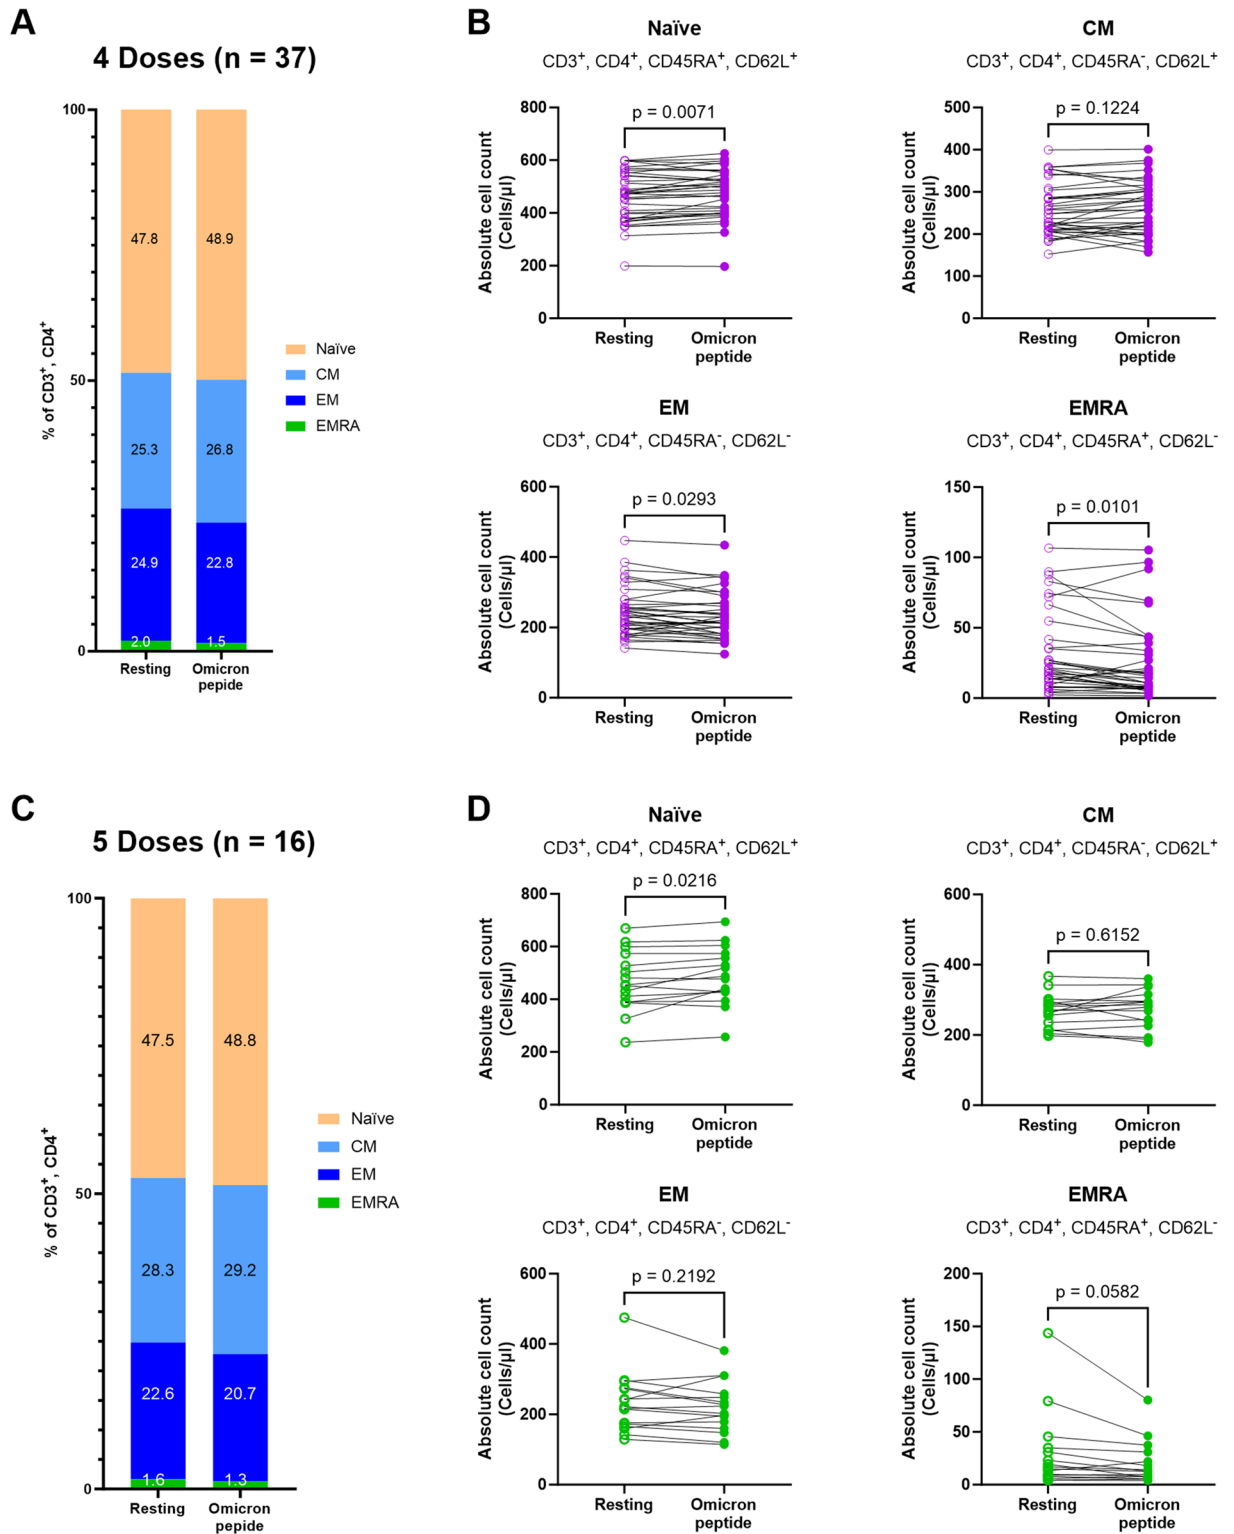 A
4 Doses (n = 37)
% of CD3+, CD4+
100
50
0
47.8
48.9
25.3
26.8
24.9
22.8
2.0
1.5
Resting
Omicron
pepide
Naïve
CM
EM
EMRA
B
Naïve
CD3+, CD4+, CD45RA+, CD62L+
p = 0.0071
Absolute cell count
(Cells/µl)
800
600
400
200
0
Resting
Omicron
peptide
CM
CD3+, CD4+, CD45RA-, CD62L+
p = 0.1224
Absolute cell count
(Cells/µl)
500
400
300
200
100
0
Resting
Omicron
peptide
EM
CD3+, CD4+, CD45RA-, CD62L-
p = 0.0293
Absolute cell count
(Cells/µl)
600
400
200
0
Resting
Omicron
peptide
EMRA
CD3+, CD4+, CD45RA+, CD62L-
p = 0.0101
Absolute cell count
(Cells/µl)
150
100
50
0
Resting
Omicron
peptide
C
5 Doses (n = 16)
% of CD3+, CD4+
100
50
0
47.5
48.8
28.3
29.2
22.6
20.7
1.6
1.3
Resting
Omicron
pepide
Naïve
CM
EM
EMRA
D
Naïve
CD3+, CD4+, CD45RA+, CD62L+
p = 0.0216
Absolute cell count
(Cells/µl)
800
600
400
200
0
Resting
Omicron
peptide
CM
CD3+, CD4+, CD45RA-, CD62L+
p = 0.6152
Absolute cell count
(Cells/µl)
600
400
200
0
Resting
Omicron
peptide
EM
CD3+, CD4+, CD45RA-, CD62L-
p = 0.2192
Absolute cell count
(Cells/µl)
600
400
200
0
Resting
Omicron
peptide
EMRA
CD3+, CD4+, CD45RA+, CD62L-
p = 0.0582
Absolute cell count
(Cells/µl)
200
150
100
50
0
Resting
Omicron
peptide